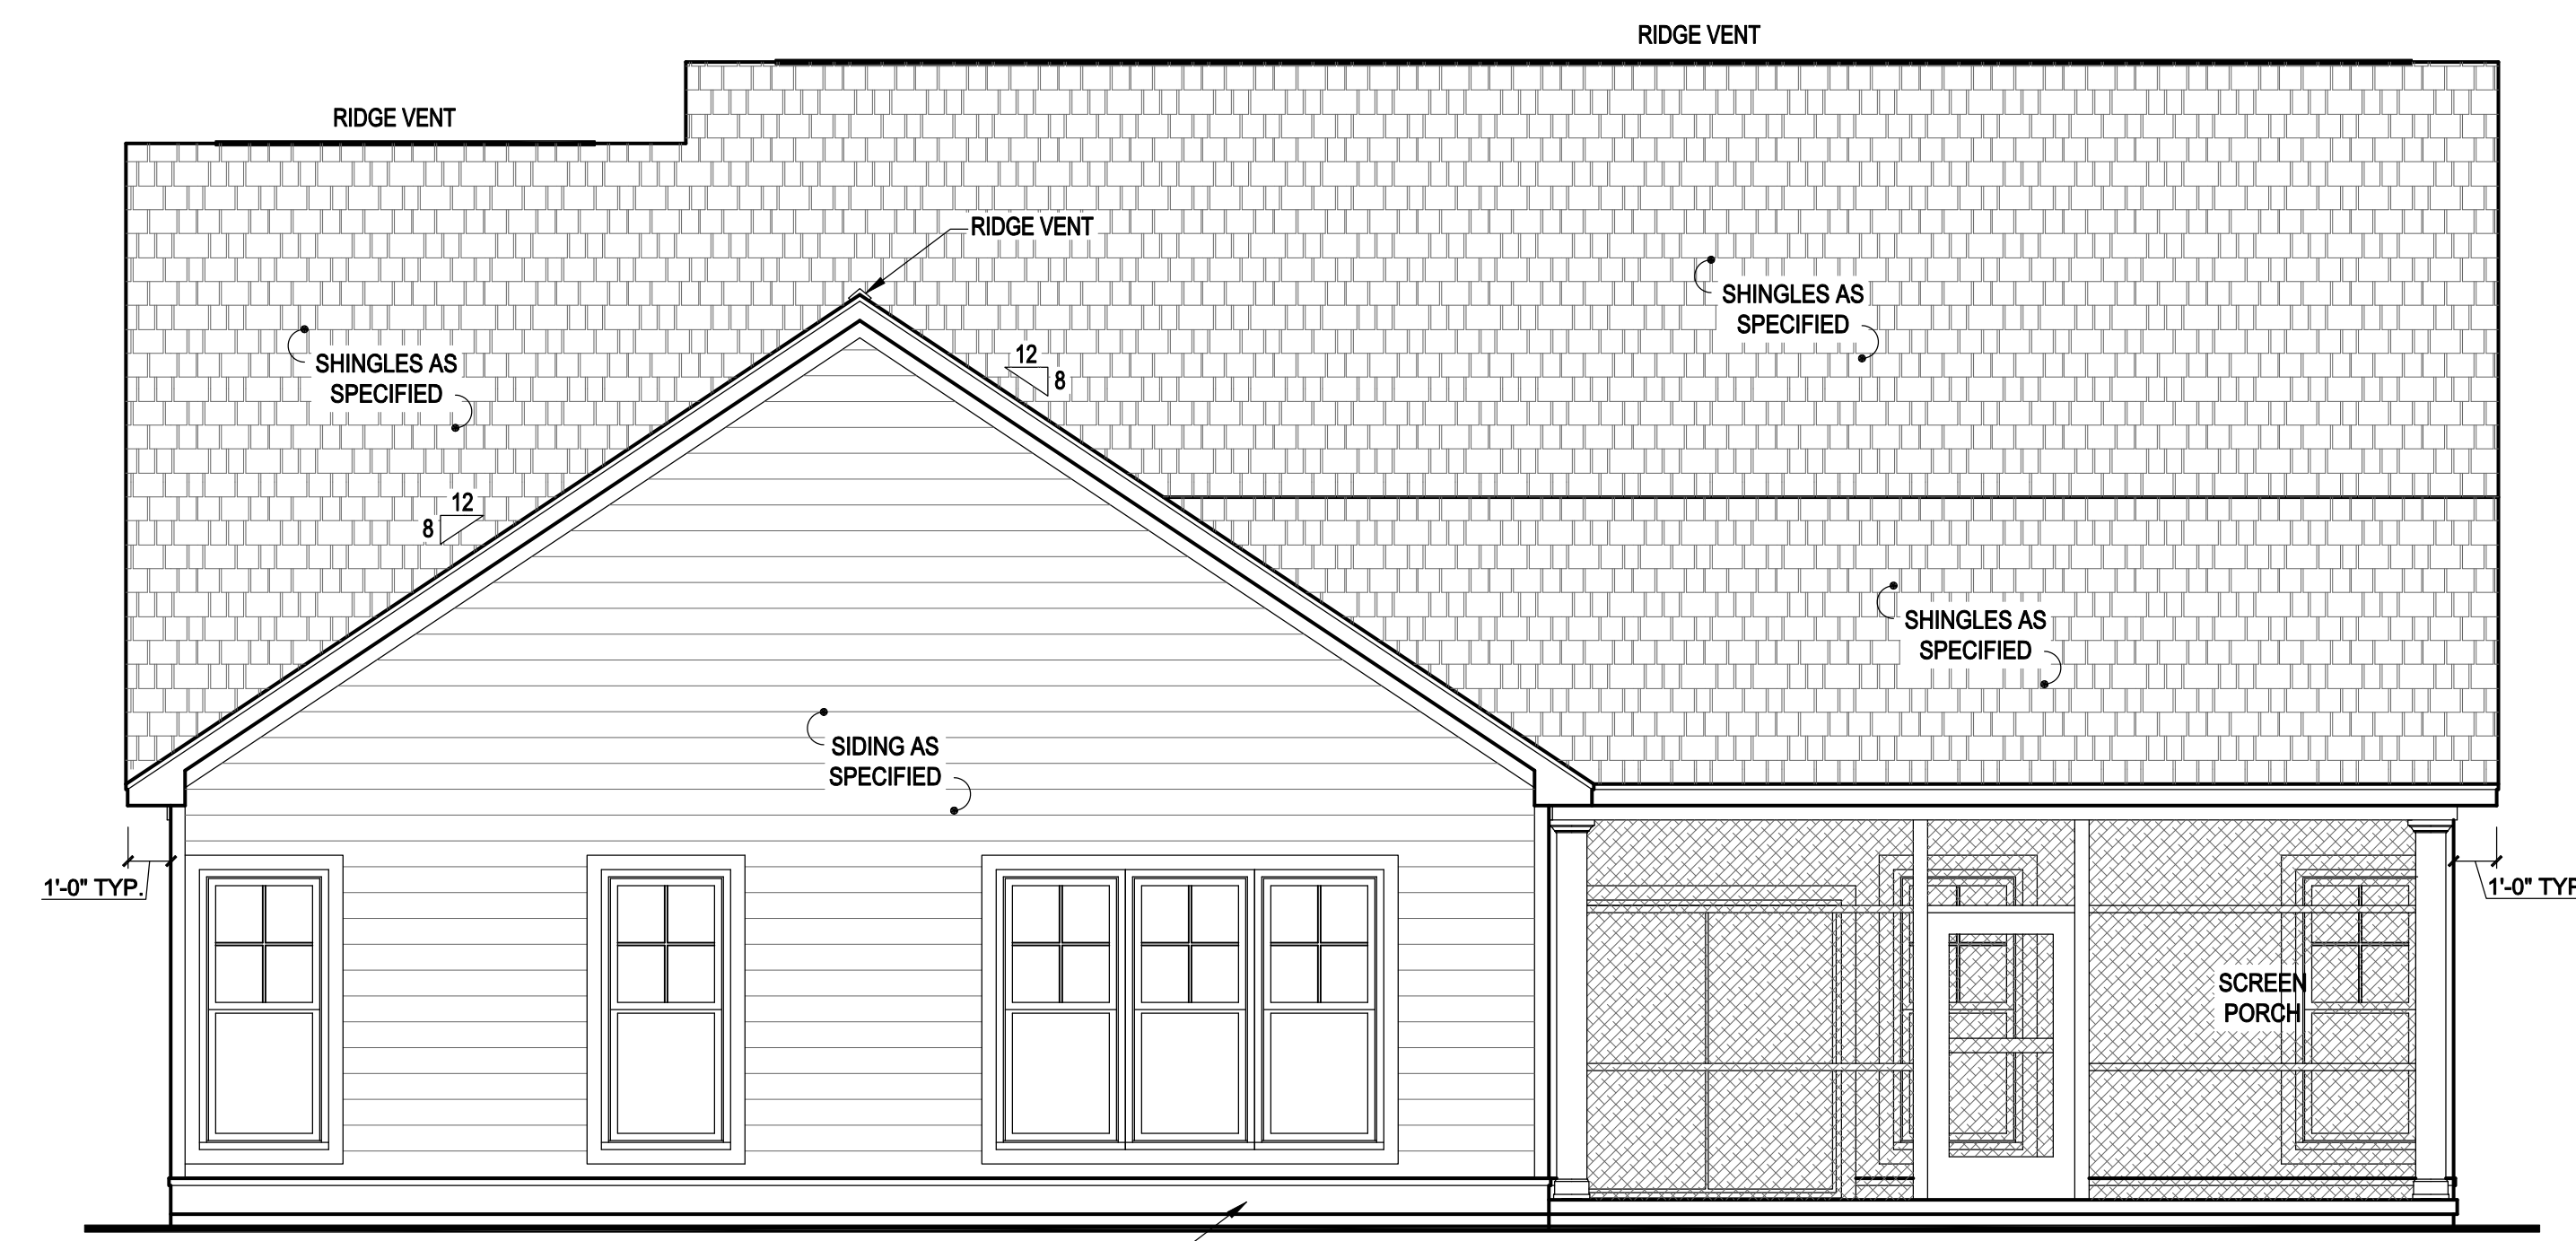 RIDGE VENT
RIDGE VENT
RIDGE VENT
SHINGLES AS
SPECIFIED
12
8
SHINGLES AS
SPECIFIED
12
8
SHINGLES AS
SPECIFIED
SIDING AS
SPECIFIED
1'-0" TYP.
1'-0" TYP
SCREEN
PORCH